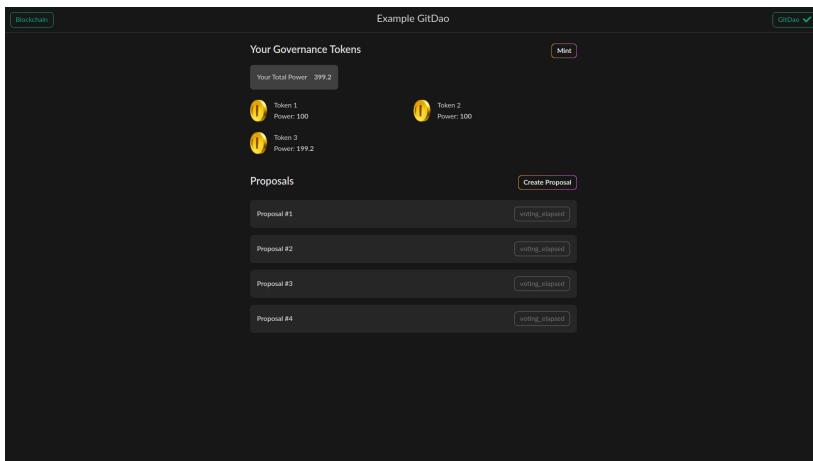 Blockchain
Example GitDao
GitDao
Your Governance Tokens
Mint
Your Total Power 399.2
Token 1
Power: 100
Token 2
Power: 100
Token 3
Power: 199.2
Proposals
Create Proposal
Proposal #1
voting_elapsed
Proposal #2
voting_elapsed
Proposal #3
voting_elapsed
Proposal #4
voting_elapsed